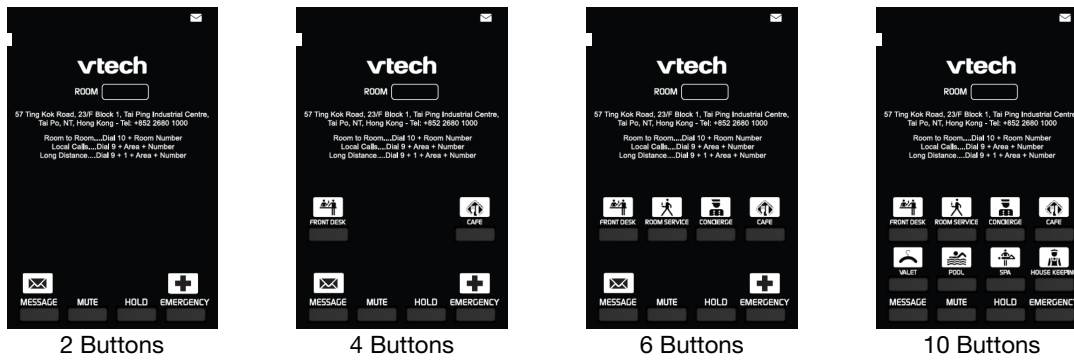 vtech
ROOM
57 Ting Kok Road, 23/F Block 1, Tai Ping Industrial Centre,
Tai Po, NT, Hong Kong - Tel: +852 2680 1000
Room to Room....Dial 10 + Room Number
Local Calls....Dial 9 + Area + Number
Long Distance....Dial 9 + 1 + Area + Number
MESSAGE MUTE HOLD EMERGENCY
2 Buttons
vtech
ROOM
57 Ting Kok Road, 23/F Block 1, Tai Ping Industrial Centre,
Tai Po, NT, Hong Kong - Tel: +852 2680 1000
Room to Room....Dial 10 + Room Number
Local Calls....Dial 9 + Area + Number
Long Distance....Dial 9 + 1 + Area + Number
FRONT DESK CAFE
MESSAGE MUTE HOLD EMERGENCY
4 Buttons
vtech
ROOM
57 Ting Kok Road, 23/F Block 1, Tai Ping Industrial Centre,
Tai Po, NT, Hong Kong - Tel: +852 2680 1000
Room to Room....Dial 10 + Room Number
Local Calls....Dial 9 + Area + Number
Long Distance....Dial 9 + 1 + Area + Number
FRONT DESK ROOM SERVICE CONCIERGE CAFE
MESSAGE MUTE HOLD EMERGENCY
6 Buttons
vtech
ROOM
57 Ting Kok Road, 23/F Block 1, Tai Ping Industrial Centre
Tai Po, NT, Hong Kong - Tel: +852 2680 1000
Room to Room....Dial 10 + Room Number
Local Calls....Dial 9 + Area + Number
Long Distance....Dial 9 + 1 + Area + Number
FRONT DESK ROOM SERVICE CONCIERGE CAFE
VALET POOL SPA HOUSE KEEPING
MESSAGE MUTE HOLD EMERGENCY
10 Buttons